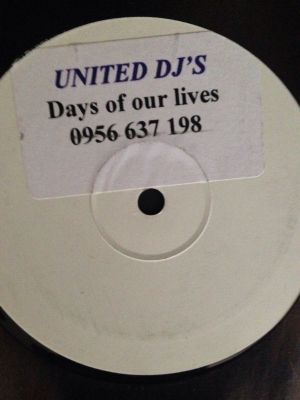 UNITED DJ'S
Days of our lives
0956 637 198